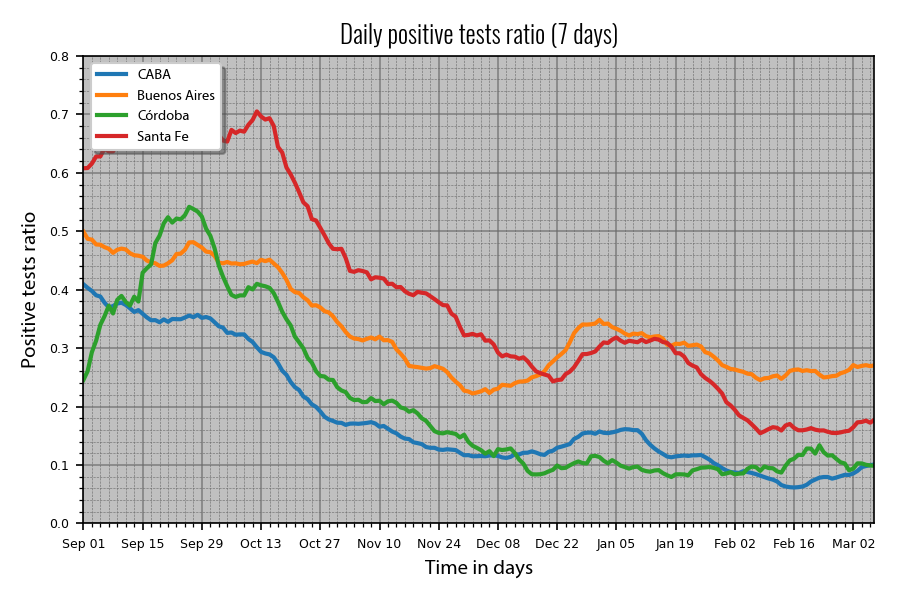 Daily positive tests ratio (7 days)
CABA
Buenos Aires
Córdoba
Santa Fe
Positive tests ratio
0.8
0.7
0.6
0.5
0.4
0.3
0.2
0.1
0.0
Sep 01 Sep 15 Sep 29 Oct 13 Oct 27 Nov 10 Nov 24 Dec 08 Dec 22 Jan 05 Jan 19 Feb 02 Feb 16 Mar 02
Time in days